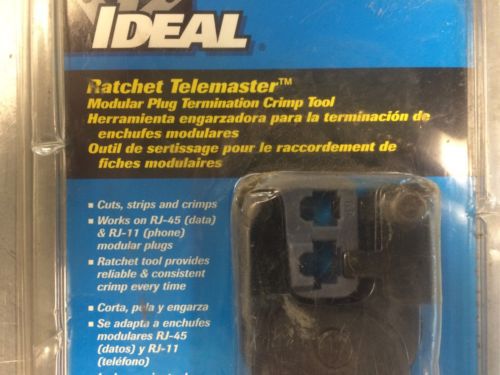 IDEAL®
Ratchet Telemaster™
Modular Plug Termination Crimp Tool
Herramienta engarzadora para la terminación de
enchufes modulares
Outil de sertissage pour le raccordement de
fiches modulaires
■ Cuts, strips and crimps
■ Works on RJ-45 (data)
& RJ-11 (phone)
modular plugs
■ Ratchet tool provides
reliable & consistent
crimp every time
■ Corta, pela y engarza
■ Se adapta a enchufes
modulares RJ-45
(datos) y RJ-11
(teléfono)